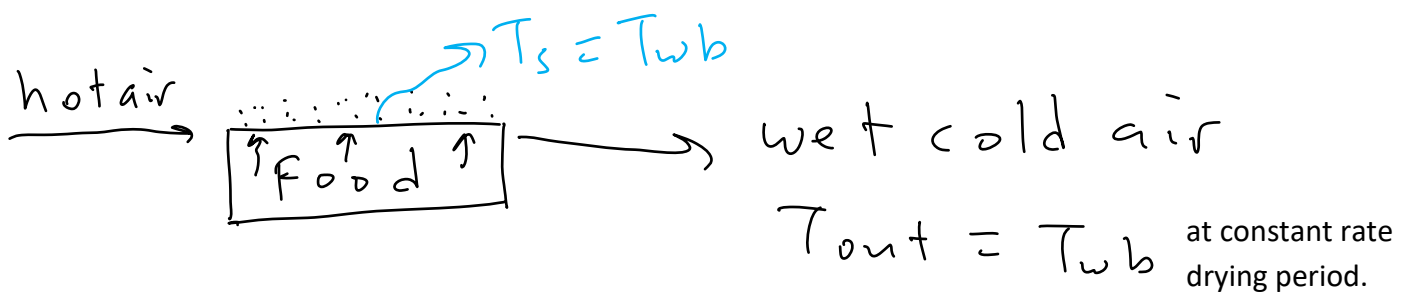 Ts = Twb
hot air
Food
wet cold air
Tout = Twb at constant rate
drying period.